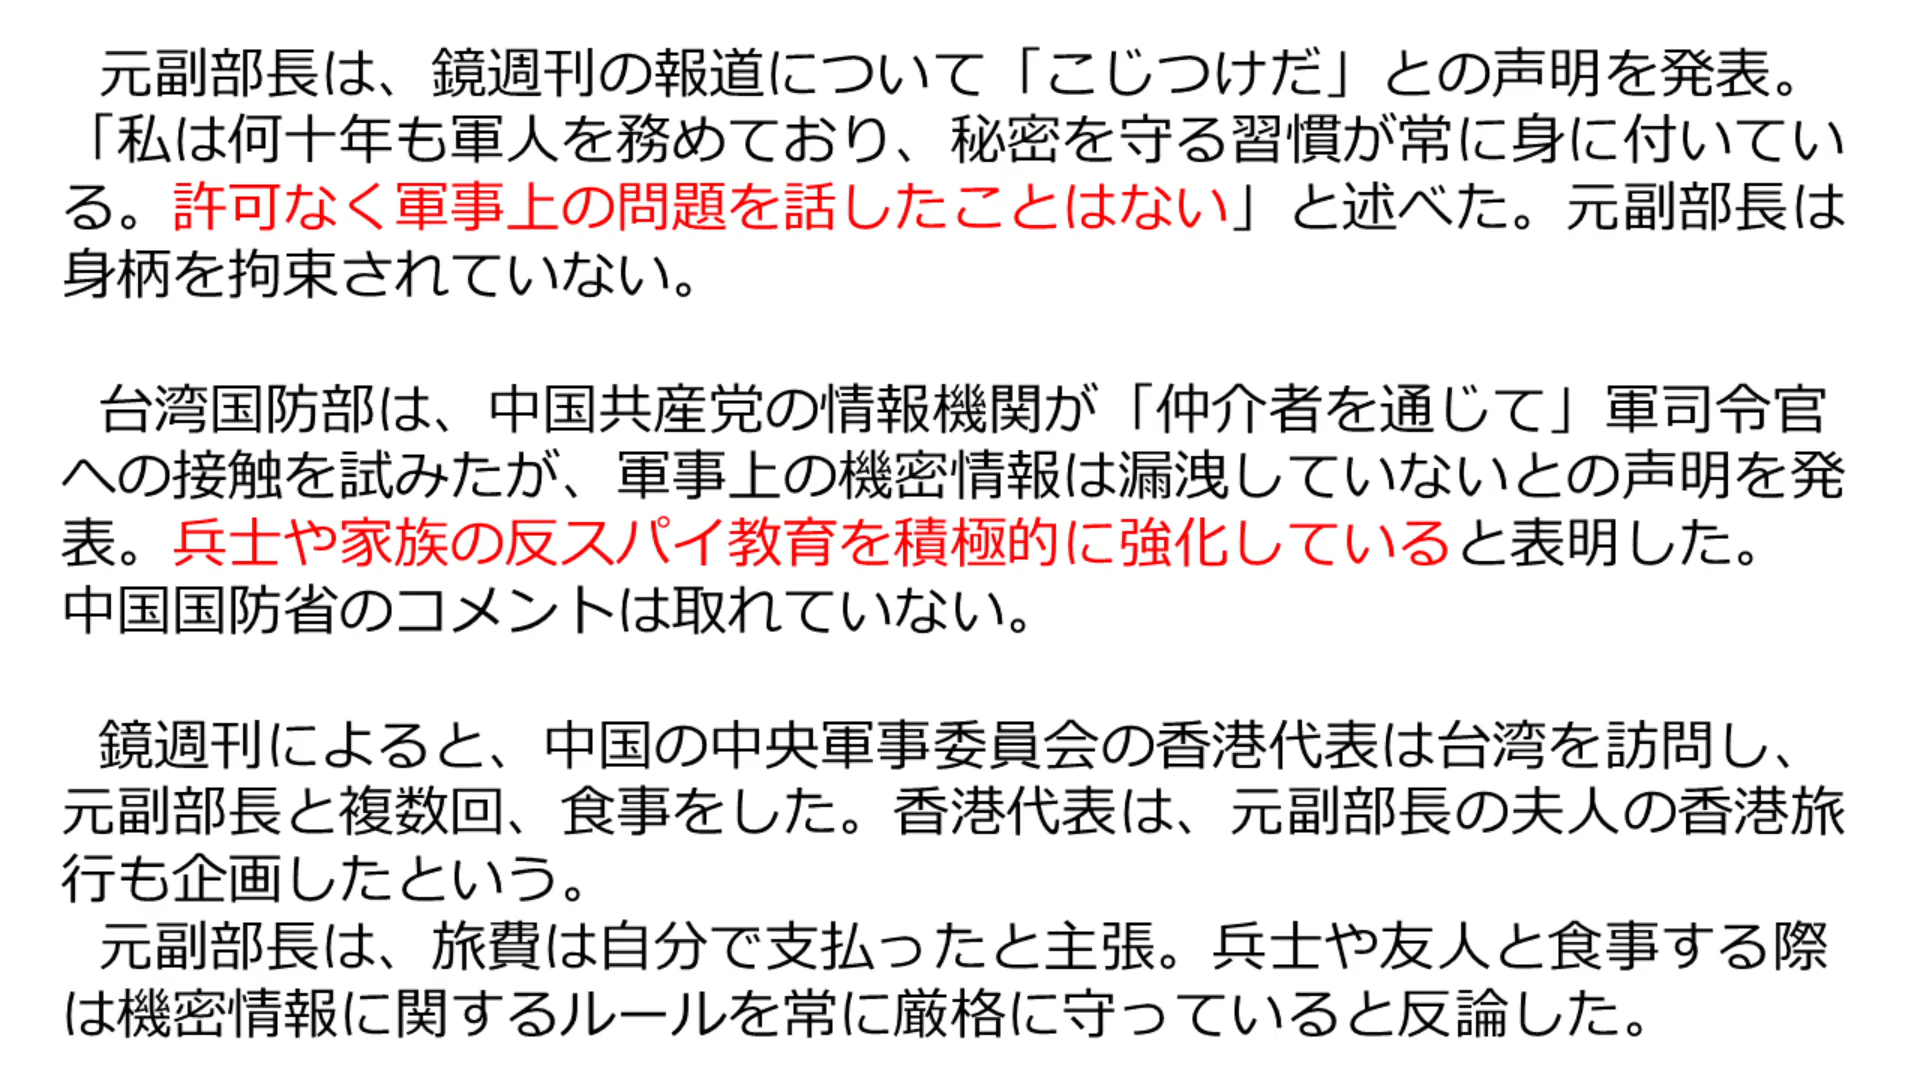 元副部長は、鏡週刊の報道について「こじつけだ」との声明を発表。
「私は何十年も軍人を務めており、秘密を守る習慣が常に身に付いてい
る。許可なく軍事上の問題を話したことはない」と述べた。元副部長は
身柄を拘束されていない。
台湾国防部は、中国共産党の情報機関が「仲介者を通じて」軍司令官
への接触を試みたが、軍事上の機密情報は漏洩していないとの声明を発
表。兵士や家族の反スパイ教育を積極的に強化していると表明した。
中国国防省のコメントは取れていない。
鏡週刊によると、中国の中央軍事委員会の香港代表は台湾を訪問し、
元副部長と複数回、食事をした。香港代表は、元副部長の夫人の香港旅
行も企画したという。
元副部長は、旅費は自分で支払ったと主張。兵士や友人と食事する際
は機密情報に関するルールを常に厳格に守っていると反論した。